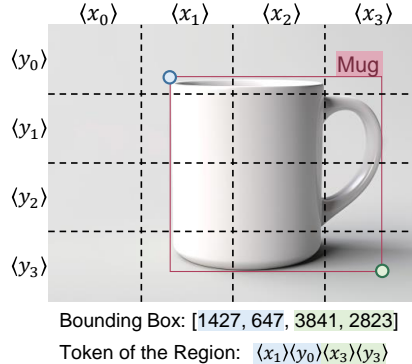 ⟨x₀⟩ ⟨x₁⟩ ⟨x₂⟩ ⟨x₃⟩
⟨y₀⟩
Mug
⟨y₁⟩
⟨y₂⟩
⟨y₃⟩
Bounding Box: [1427, 647, 3841, 2823]
Token of the Region: ⟨x₁⟩⟨y₀⟩⟨x₃⟩⟨y₃⟩